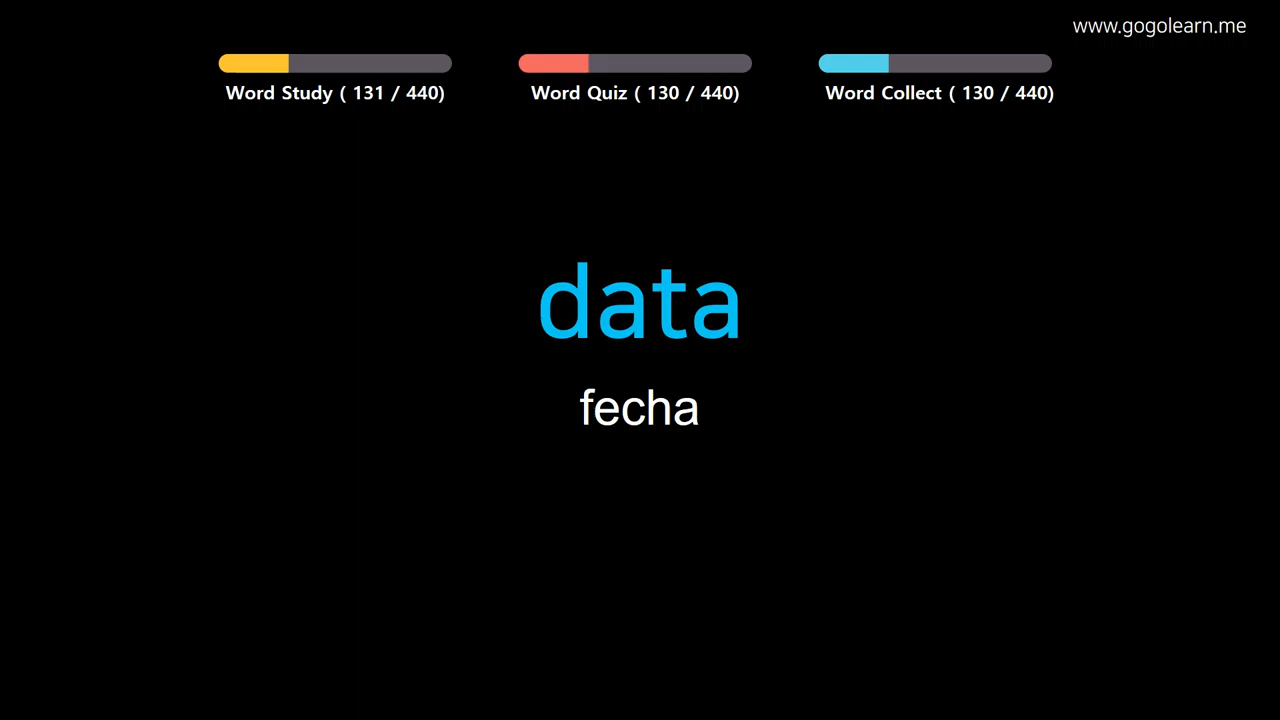 www.gogolearn.me
Word Study ( 131 / 440)
Word Quiz ( 130 / 440)
Word Collect ( 130 / 440)
data
fecha